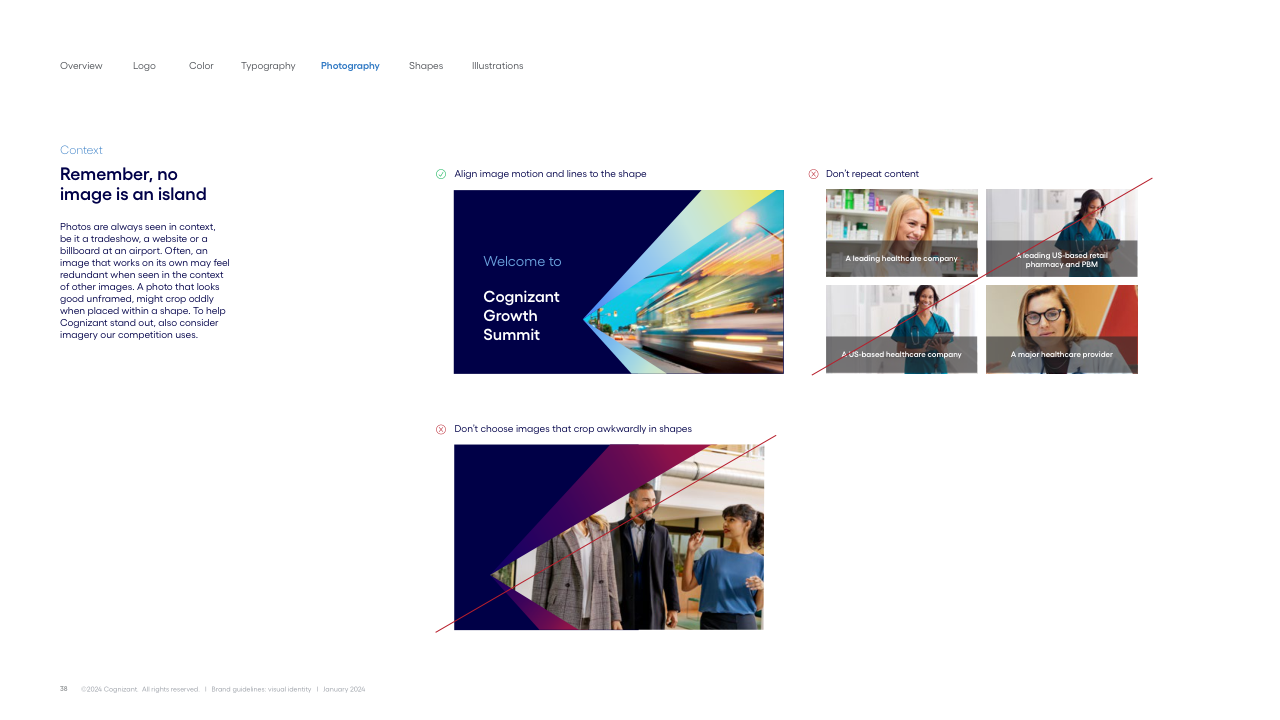 Overview Logo Color Typography Photography Shapes Illustrations
Context
Remember, no
image is an island
Photos are always seen in context,
be it a tradeshow, a website or a
billboard at an airport. Often, an
image that works on its own may feel
redundant when seen in the context
of other images. A photo that looks
good unframed, might crop oddly
when placed within a shape. To help
Cognizant stand out, also consider
imagery our competition uses.
Align image motion and lines to the shape
Welcome to
Cognizant
Growth
Summit
Don't repeat content
A leading healthcare company
A leading US-based retail
pharmacy and PBM
A US-based healthcare company
A major healthcare provider
Don't choose images that crop awkwardly in shapes
38 ©2024 Cognizant. All rights reserved. | Brand guidelines: visual identity | January 2024